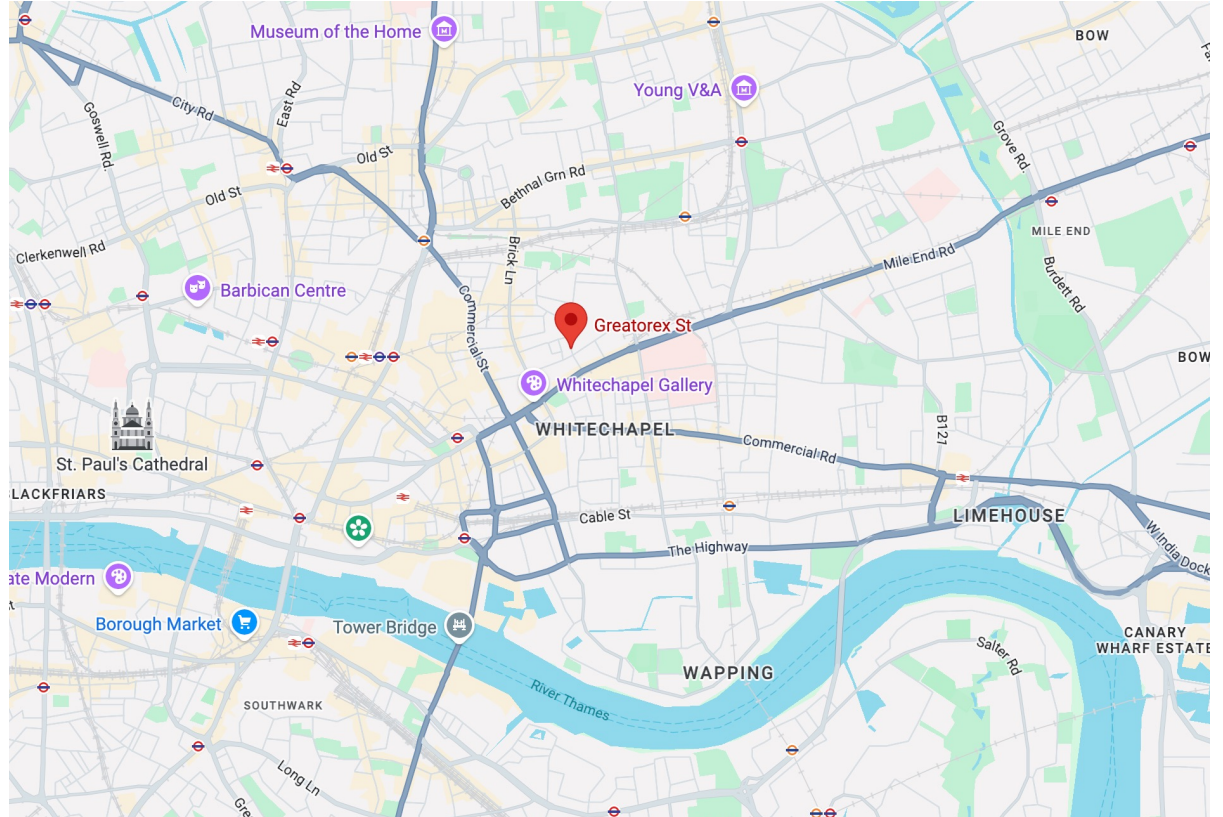 Museum of the Home
BOW
Young V&A
City Rd
East Rd
Goswell Rd.
Old St
Grove Rd.
Bethnal Grn Rd
Old St
MILE END
Clerkenwell Rd
Brick Ln
Mile End Rd
Burdett Rd
Barbican Centre
Commercial St
Greatorex St
BOW
Whitechapel Gallery
WHITECHAPEL
B121
Commercial Rd
St. Paul's Cathedral
LACKFRIARS
Cable St
LIMEHOUSE
The Highway
W India Dock
ate Modern
Borough Market
Tower Bridge
CANARY
WHARF ESTATE
Salter Rd
WAPPING
River Thames
SOUTHWARK
Long Ln
Gre